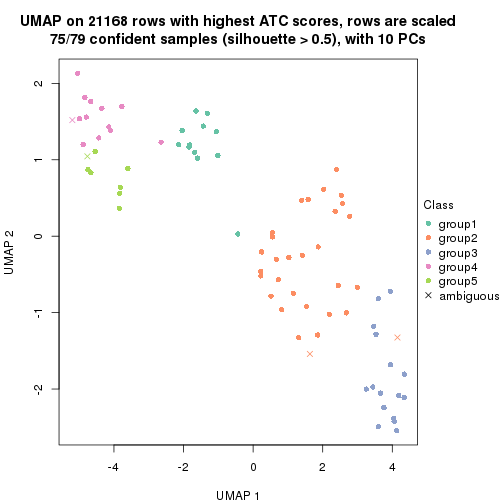 UMAP on 21168 rows with highest ATC scores, rows are scaled
75/79 confident samples (silhouette > 0.5), with 10 PCs
2
1
0
-1
-2
UMAP 2
-4
-2
0
2
4
UMAP 1
Class
group1
group2
group3
group4
group5
ambiguous